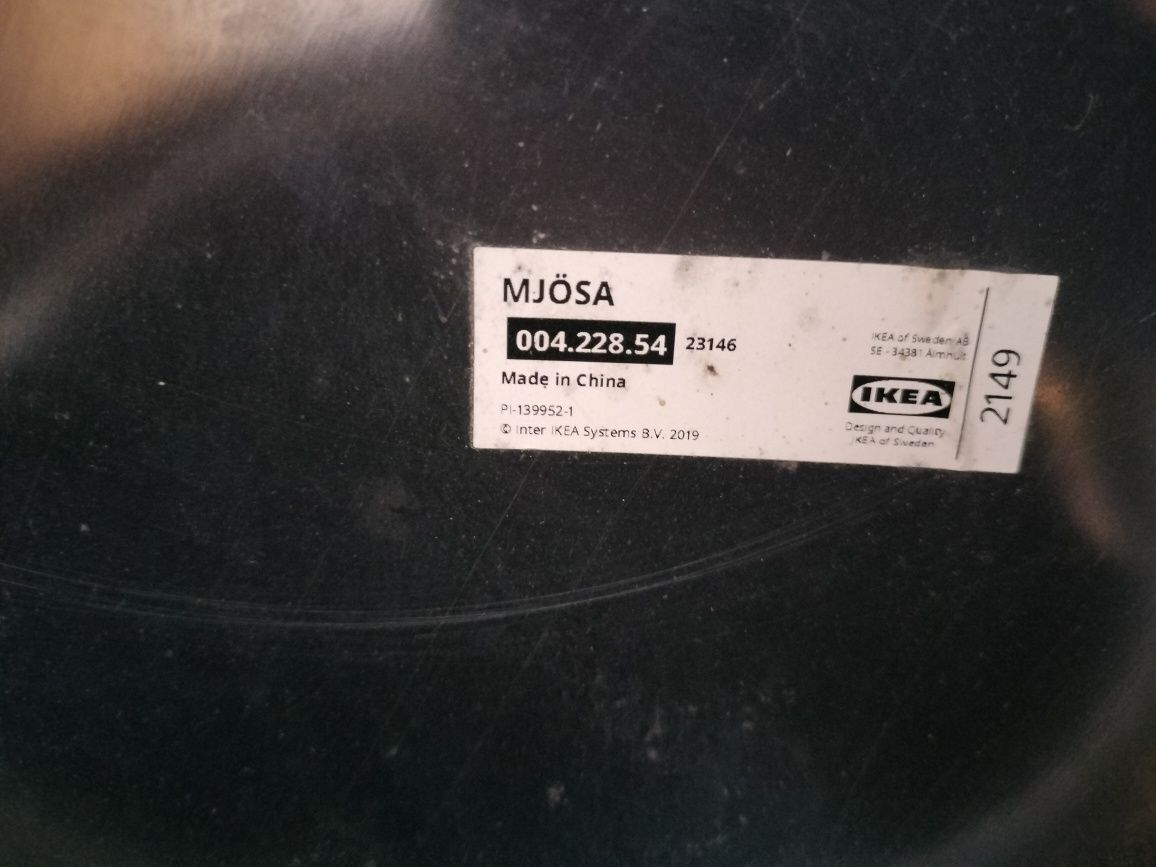 MJÖSA
004.228.54 23146
Made in China
PI-139952-1
© Inter IKEA Systems B.V. 2019
IKEA of Sweden AB
SE - 34381 Älmhult
IKEA
Design and Quality
IKEA of Sweden
2149